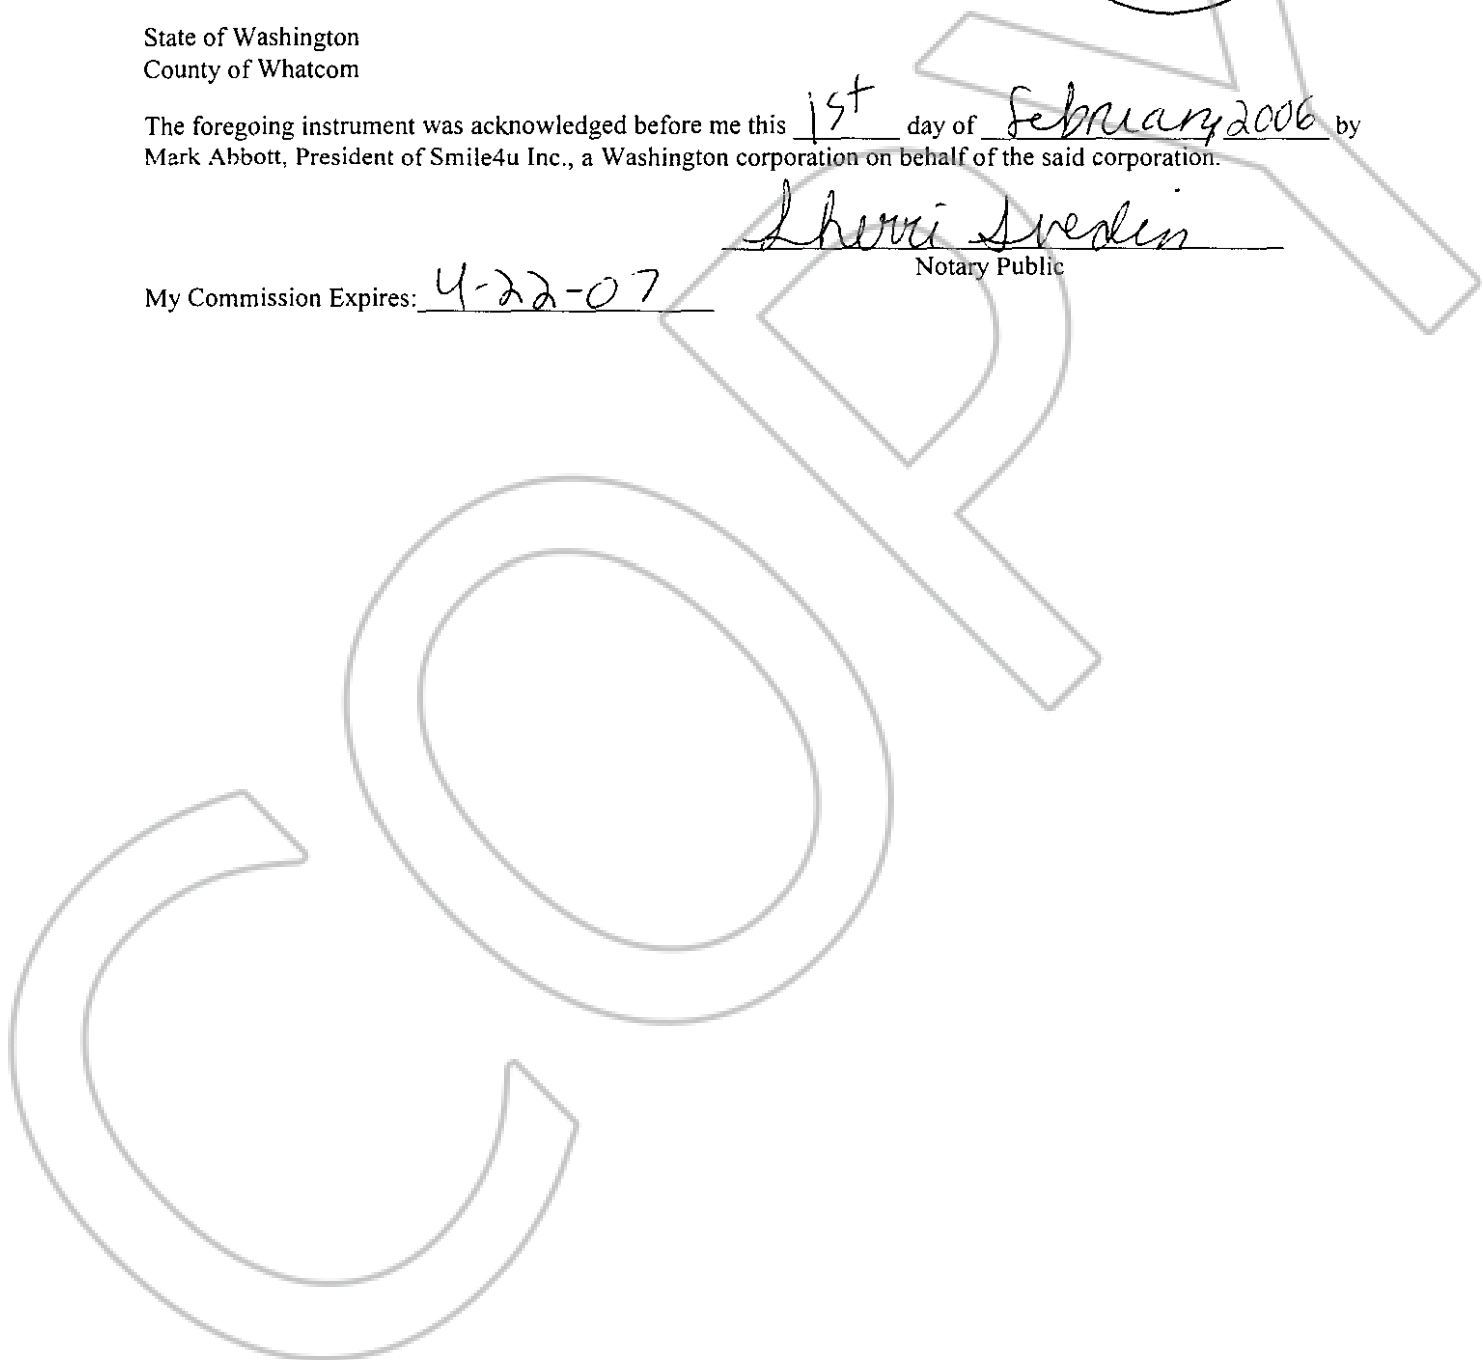 State of Washington
County of Whatcom
The foregoing instrument was acknowledged before me this 1st day of February 2006 by
Mark Abbott, President of Smile4u Inc., a Washington corporation on behalf of the said corporation.
Sherri Svedin
Notary Public
My Commission Expires: 4-22-07
COPY